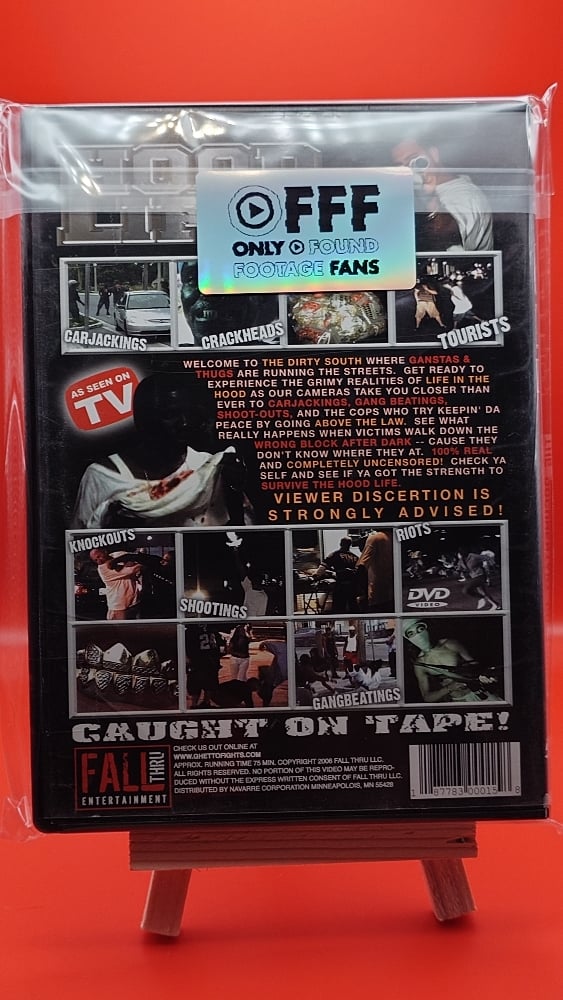 HOOD
OFFF
ONLY FOUND
FOOTAGE FANS
CARJACKINGS
CRACKHEADS
TOURISTS
AS SEEN ON
TV
WELCOME TO THE DIRTY SOUTH WHERE GANSTAS &
THUGS ARE RUNNING THE STREETS. GET READY TO
EXPERIENCE THE GRIMY REALITIES OF LIFE IN THE
HOOD AS OUR CAMERAS TAKE YOU CLOSER THAN
EVER TO CARJACKINGS, GANG BEATINGS,
SHOOT-OUTS, AND THE COPS WHO TRY KEEPIN' DA
PEACE BY GOING ABOVE THE LAW. SEE WHAT
REALLY HAPPENS WHEN VICTIMS WALK DOWN THE
WRONG BLOCK AFTER DARK -- CAUSE THEY
DON'T KNOW WHERE THEY AT. 100% REAL
AND COMPLETELY UNCENSORED! CHECK YA
SELF AND SEE IF YA GOT THE STRENGTH TO
SURVIVE THE HOOD LIFE.
VIEWER DISCERTION IS
STRONGLY ADVISED!
KNOCKOUTS
SHOOTINGS
RIOTS
DVD
VIDEO
GANGBEATINGS
CAUGHT ON TAPE!
FALL THRU
ENTERTAINMENT
CHECK US OUT ONLINE AT
WWW.GHETTOFIGHTS.COM
APPROX. RUNNING TIME 75 MIN. COPYRIGHT 2006 FALL THRU LLC.
ALL RIGHTS RESERVED. NO PORTION OF THIS VIDEO MAY BE REPRO-
DUCED WITHOUT THE EXPRESS WRITTEN CONSENT OF FALL THRU LLC.
DISTRIBUTED BY NAVARRE CORPORATION MINNEAPOLOIS, MN 55428
1 87783 00015 8